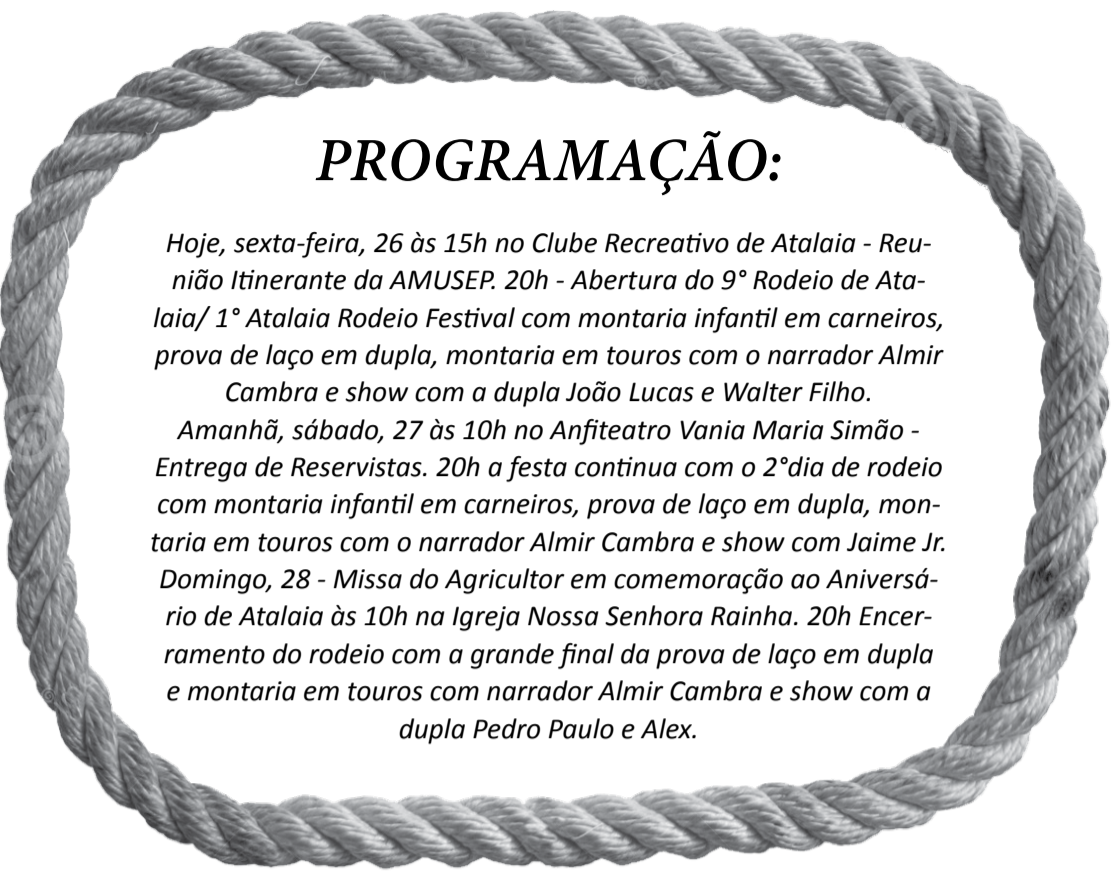 PROGRAMAÇÃO:
Hoje, sexta-feira, 26 às 15h no Clube Recreativo de Atalaia - Reu-
nião Itinerante da AMUSEP. 20h - Abertura do 9° Rodeio de Ata-
laia/ 1° Atalaia Rodeio Festival com montaria infantil em carneiros,
prova de laço em dupla, montaria em touros com o narrador Almir
Cambra e show com a dupla João Lucas e Walter Filho.
Amanhã, sábado, 27 às 10h no Anfiteatro Vania Maria Simão -
Entrega de Reservistas. 20h a festa continua com o 2°dia de rodeio
com montaria infantil em carneiros, prova de laço em dupla, mon-
taria em touros com o narrador Almir Cambra e show com Jaime Jr.
Domingo, 28 - Missa do Agricultor em comemoração ao Aniversá-
rio de Atalaia às 10h na Igreja Nossa Senhora Rainha. 20h Encer-
ramento do rodeio com a grande final da prova de laço em dupla
e montaria em touros com narrador Almir Cambra e show com a
dupla Pedro Paulo e Alex.